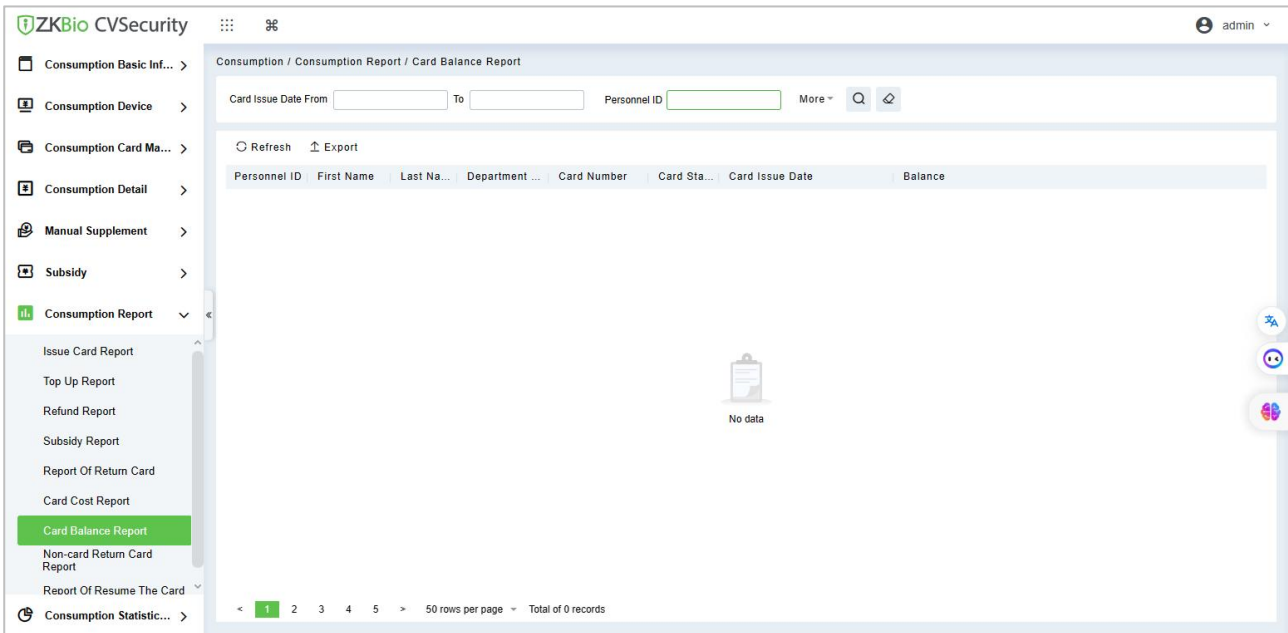 ZKBio CVSecurity
admin
Consumption Basic Inf...
Consumption Device
Consumption Card Ma...
Consumption Detail
Manual Supplement
Subsidy
Consumption Report
Issue Card Report
Top Up Report
Refund Report
Subsidy Report
Report Of Return Card
Card Cost Report
Card Balance Report
Non-card Return Card
Report
Report Of Resume The Card
Consumption Statistic...
Consumption / Consumption Report / Card Balance Report
Card Issue Date From To Personnel ID More
Refresh Export
Personnel ID First Name Last Na... Department ... Card Number Card Sta... Card Issue Date Balance
No data
< 1 2 3 4 5 > 50 rows per page Total of 0 records